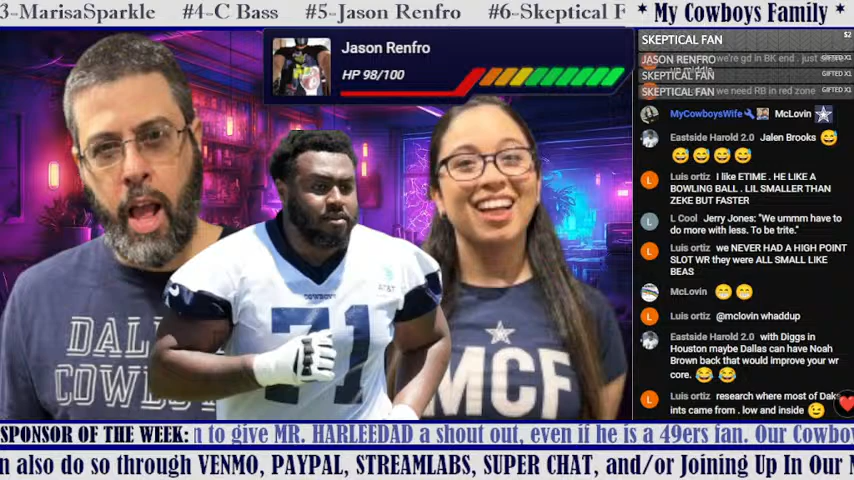 3-MarisaSparkle #4-C Bass #5-Jason Renfro #6-Skeptical F
* My Cowboys Family *
Jason Renfro
HP 98/100
SKEPTICAL FAN $2
JASON RENFRO GIFTED X1
we're gd in BK end . just
SKEPTICAL FAN GIFTED X1
SKEPTICAL FAN GIFTED X1
we need RB in red zone
MyCowboysWife McLovin
Eastside Harold 2.0 Jalen Brooks 😅
😅😅😅😅
Luis ortiz I like ETIME . HE LIKE A
BOWLING BALL . LIL SMALLER THAN
ZEKE BUT FASTER
L Cool Jerry Jones: "We ummm have to
do more with less. To be trite."
Luis ortiz we NEVER HAD A HIGH POINT
SLOT WR they were ALL SMALL LIKE
BEAS
McLovin 😁😁
Luis ortiz @mclovin whaddup
Eastside Harold 2.0 with Diggs in
Houston maybe Dallas can have Noah
Brown back that would improve your wr
core. 😂😂
Luis ortiz research where most of Daks
ints came from . low and inside 😉
DAL
COWB
COWBOYS
AT&T
71
MCF
SPONSOR OF THE WEEK: n to give MR. HARLEEDAD a shout out, even if he is a 49ers fan. Our Cowbo
n also do so through VENMO, PAYPAL, STREAMLABS, SUPER CHAT, and/or Joining Up In Our M